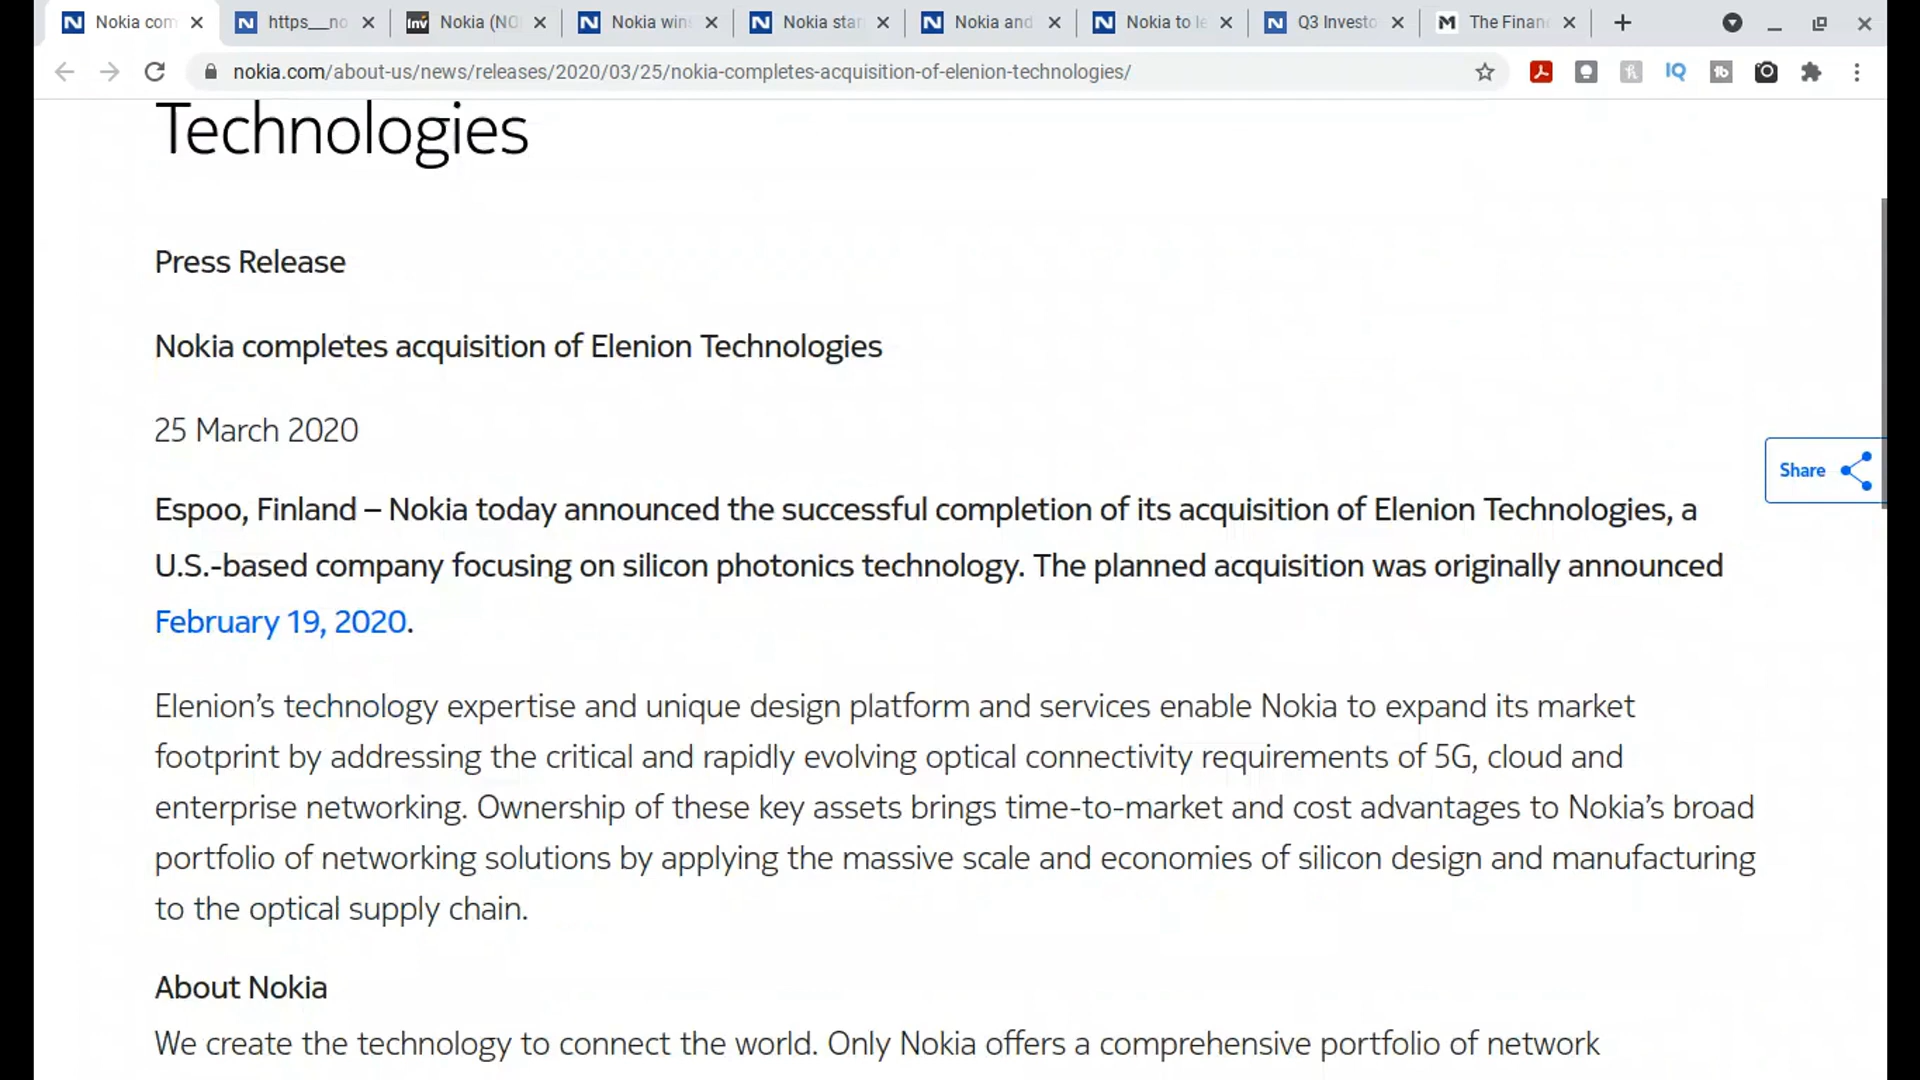 Nokia com
https__no
Inv Nokia (NO
Nokia win
Nokia star
Nokia and
Nokia to le
Q3 Investo
The Finan
nokia.com/about-us/news/releases/2020/03/25/nokia-completes-acquisition-of-elenion-technologies/
IQ
Technologies
Press Release
Nokia completes acquisition of Elenion Technologies
25 March 2020
Espoo, Finland – Nokia today announced the successful completion of its acquisition of Elenion Technologies, a
U.S.-based company focusing on silicon photonics technology. The planned acquisition was originally announced
February 19, 2020.
Share
Elenion’s technology expertise and unique design platform and services enable Nokia to expand its market
footprint by addressing the critical and rapidly evolving optical connectivity requirements of 5G, cloud and
enterprise networking. Ownership of these key assets brings time-to-market and cost advantages to Nokia’s broad
portfolio of networking solutions by applying the massive scale and economies of silicon design and manufacturing
to the optical supply chain.
About Nokia
We create the technology to connect the world. Only Nokia offers a comprehensive portfolio of network